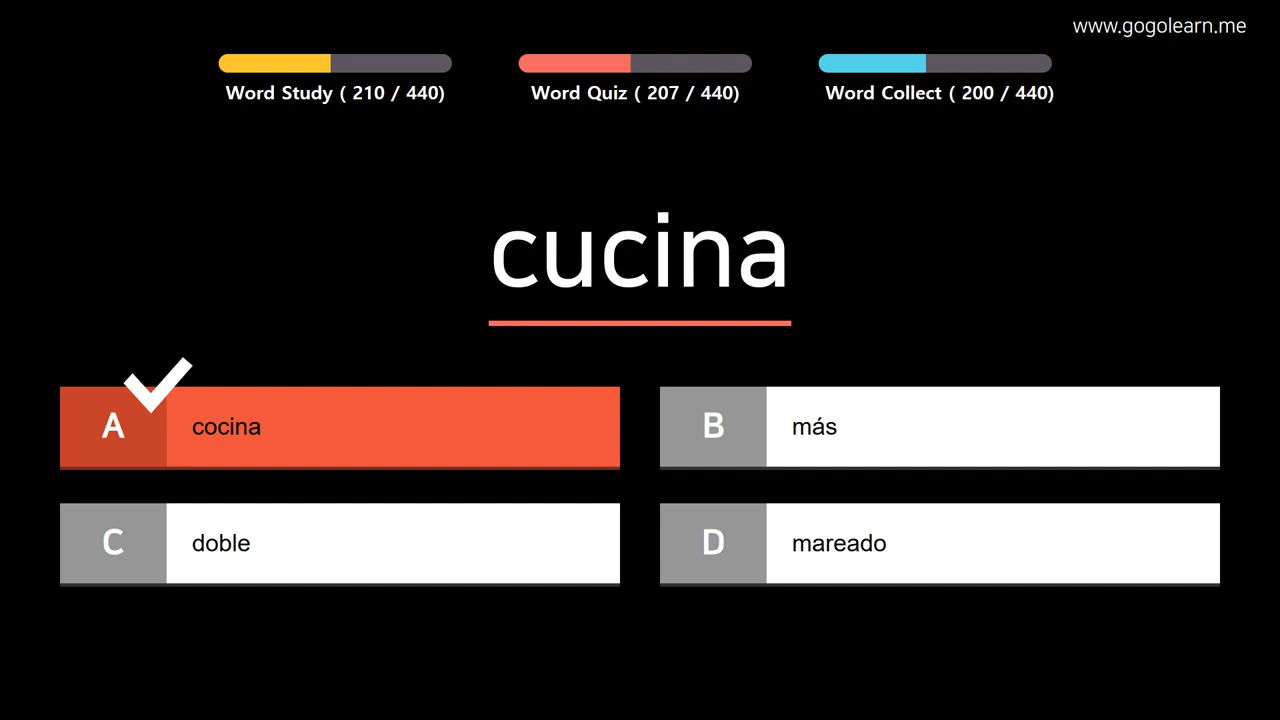 www.gogolearn.me
Word Study ( 210 / 440)
Word Quiz ( 207 / 440)
Word Collect ( 200 / 440)
cucina
A cocina
B más
C doble
D mareado